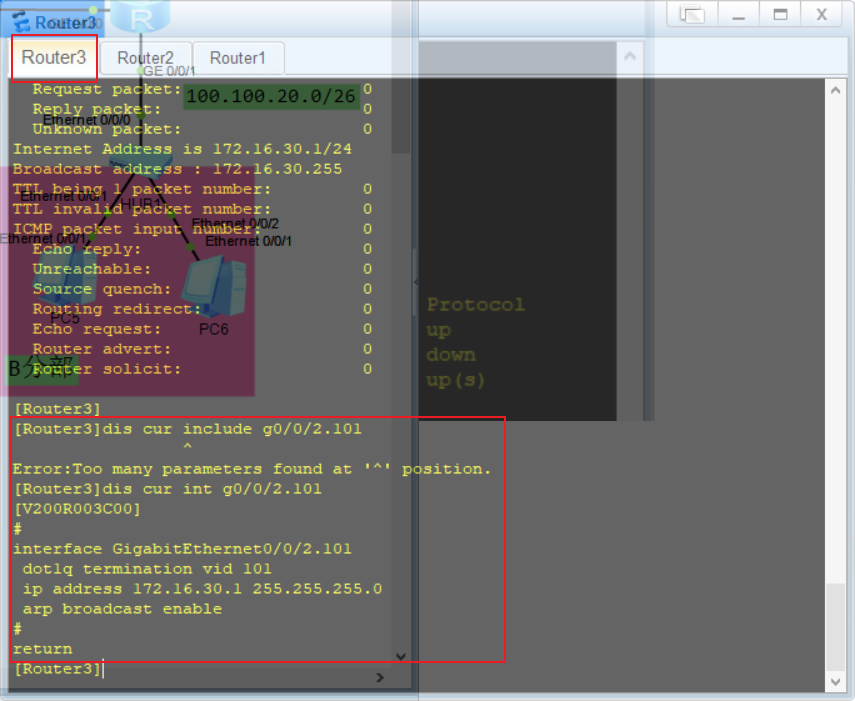 Router3
Router3 Router2 Router1
GE 0/0/1
Request packet: 0
100.100.20.0/26
Reply packet: 0
Ethernet 0/0/0
Unknown packet: 0
Internet Address is 172.16.30.1/24
Broadcast address : 172.16.30.255
TTL being 1 packet number: 0
Ethernet 0/0/1
HUB1
TTL invalid packet number: 0
Ethernet 0/0/2
ICMP packet input number: 0
Ethernet 0/0/1
Ethernet 0/0/1
Echo reply: 0
Unreachable: 0
Source quench: 0
Routing redirect: 0
PC5
Echo request: 0
PC6
Router advert: 0
B分部
Router solicit: 0
Protocol
up
down
up(s)
[Router3]
[Router3]dis cur include g0/0/2.101
^
Error:Too many parameters found at '^' position.
[Router3]dis cur int g0/0/2.101
[V200R003C00]
#
interface GigabitEthernet0/0/2.101
dot1q termination vid 101
ip address 172.16.30.1 255.255.255.0
arp broadcast enable
#
return
[Router3]